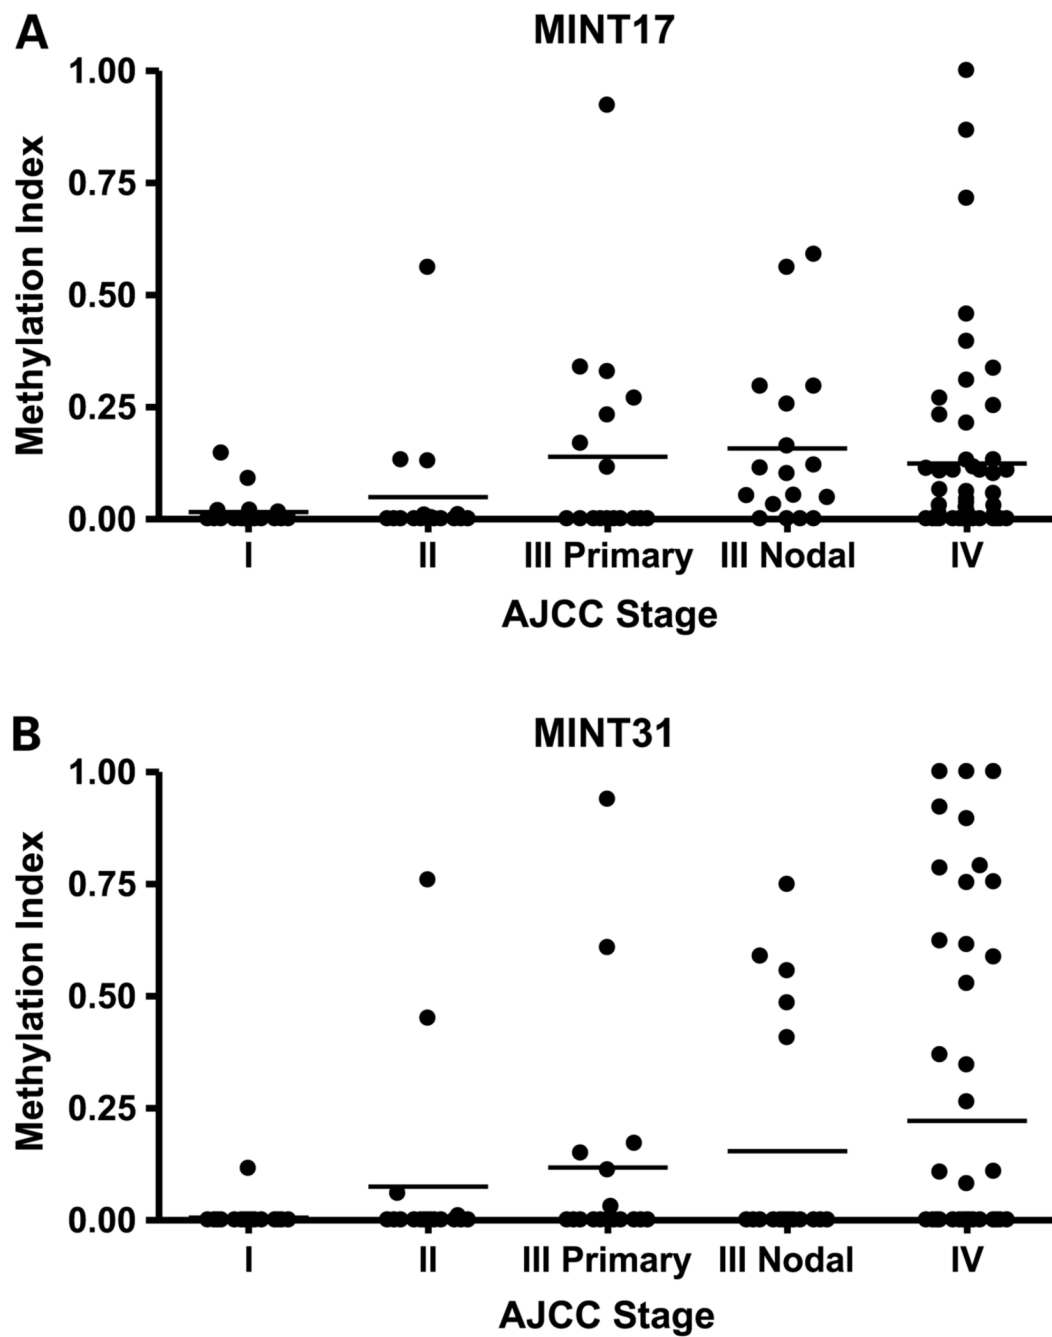 A
MINT17
Methylation Index
1.00
0.75
0.50
0.25
0.00
I II III Primary III Nodal IV
AJCC Stage
B
MINT31
Methylation Index
1.00
0.75
0.50
0.25
0.00
I II III Primary III Nodal IV
AJCC Stage